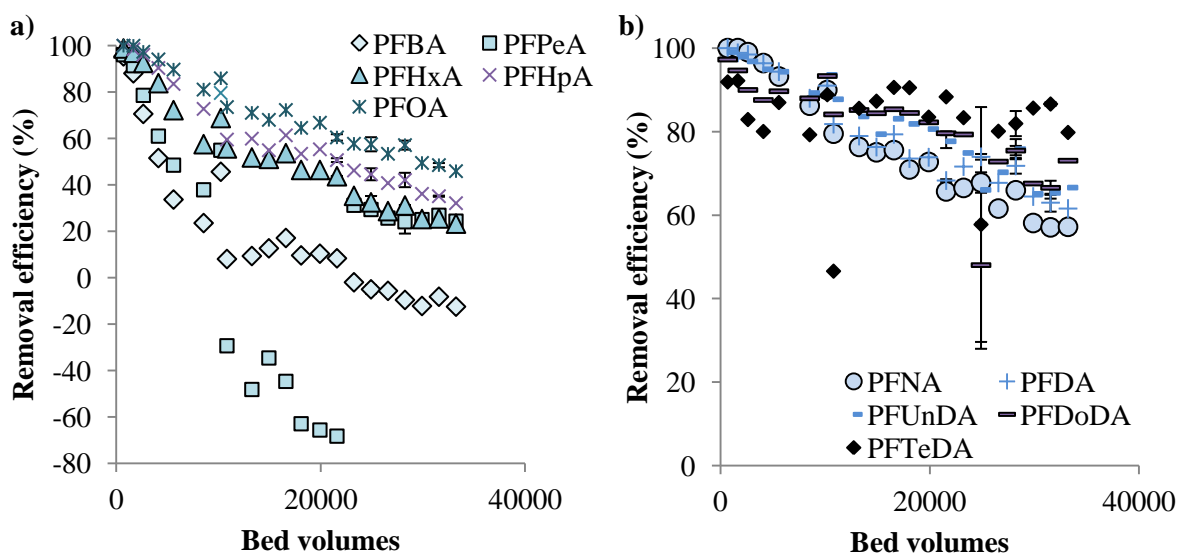 a)
Removal efficiency (%)
100
80
60
40
20
0
-20
-40
-60
-80
PFBA PFPeA
PFHxA PFHpA
PFOA
0 20000 40000
Bed volumes
b)
Removal efficiency (%)
100
80
60
40
20
0
PFNA PFDA
PFUnDA PFDoDA
PFTeDA
0 20000 40000
Bed volumes